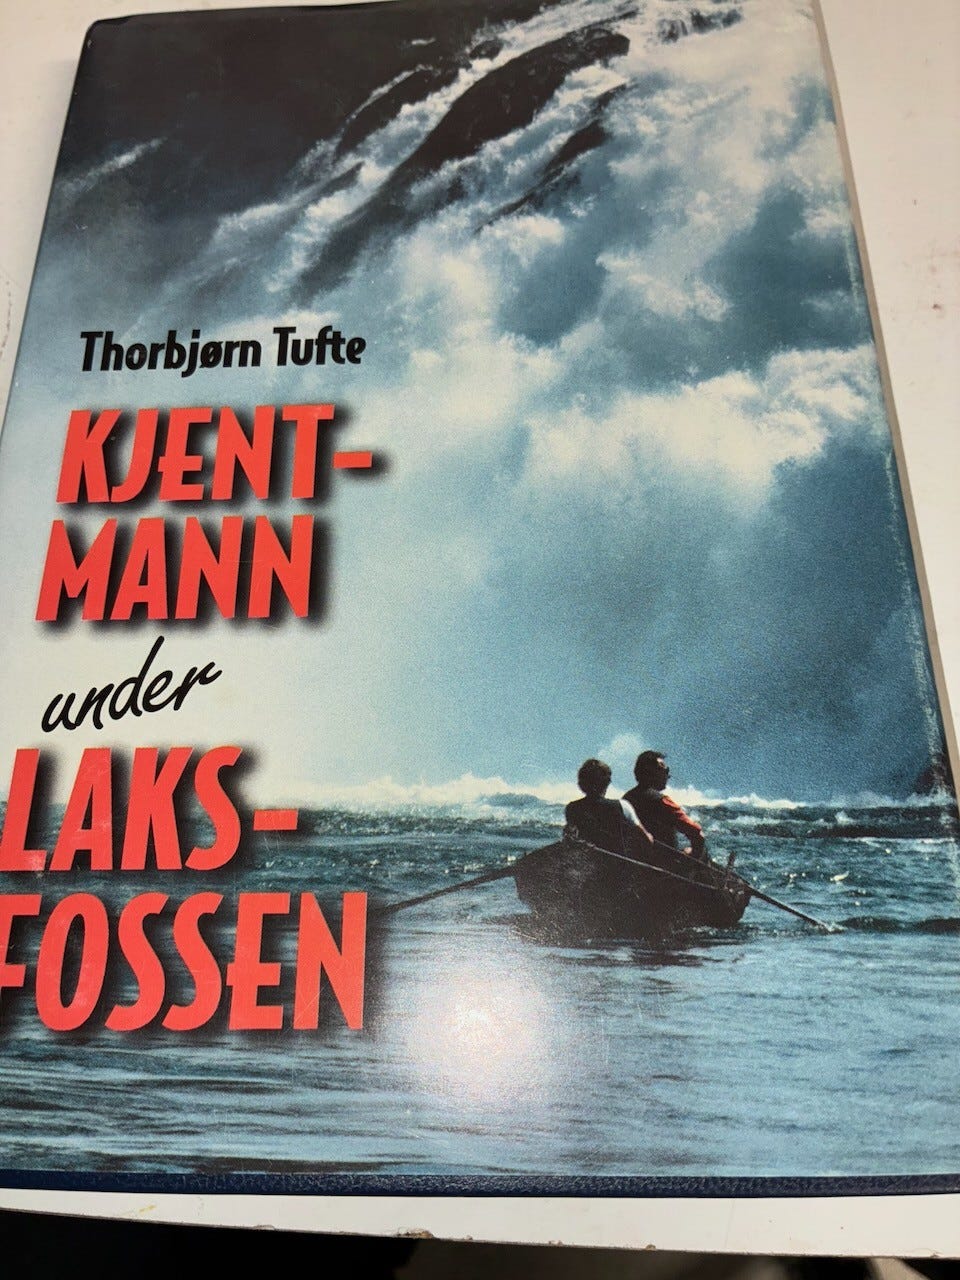 Thorbjørn Tufte
KJENT-
MANN
under
LAKS-
FOSSEN